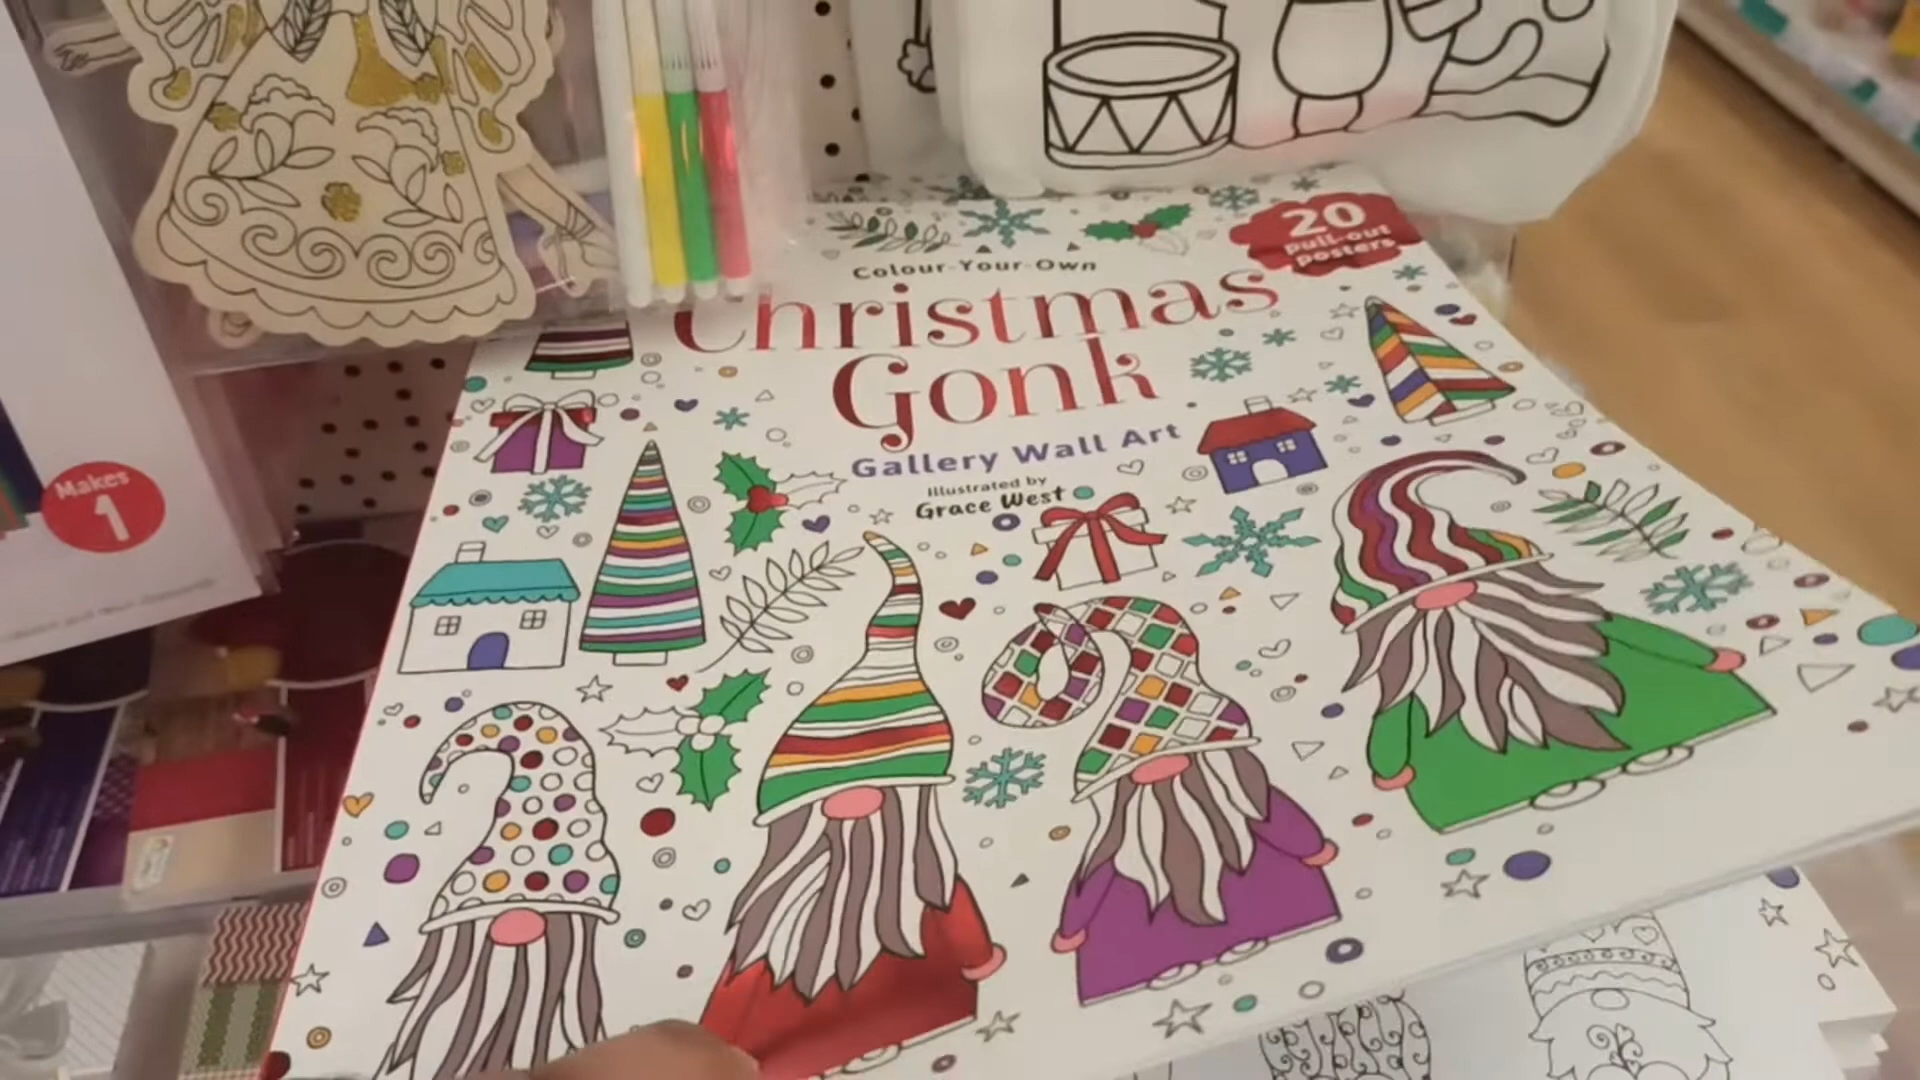 20
pull-out
posters
Colour-Your-Own
Christmas
Gonk
Gallery Wall Art
Illustrated by
Grace West
Makes
1